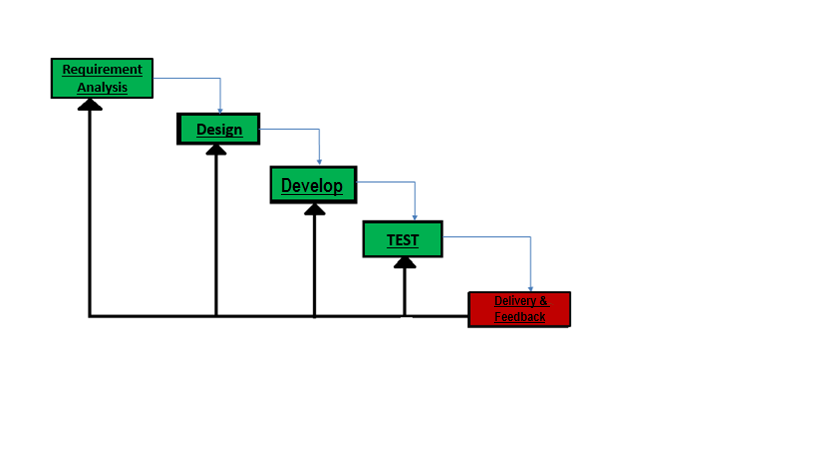 Requirement
Analysis
Design
Develop
TEST
Delivery &
Feedback